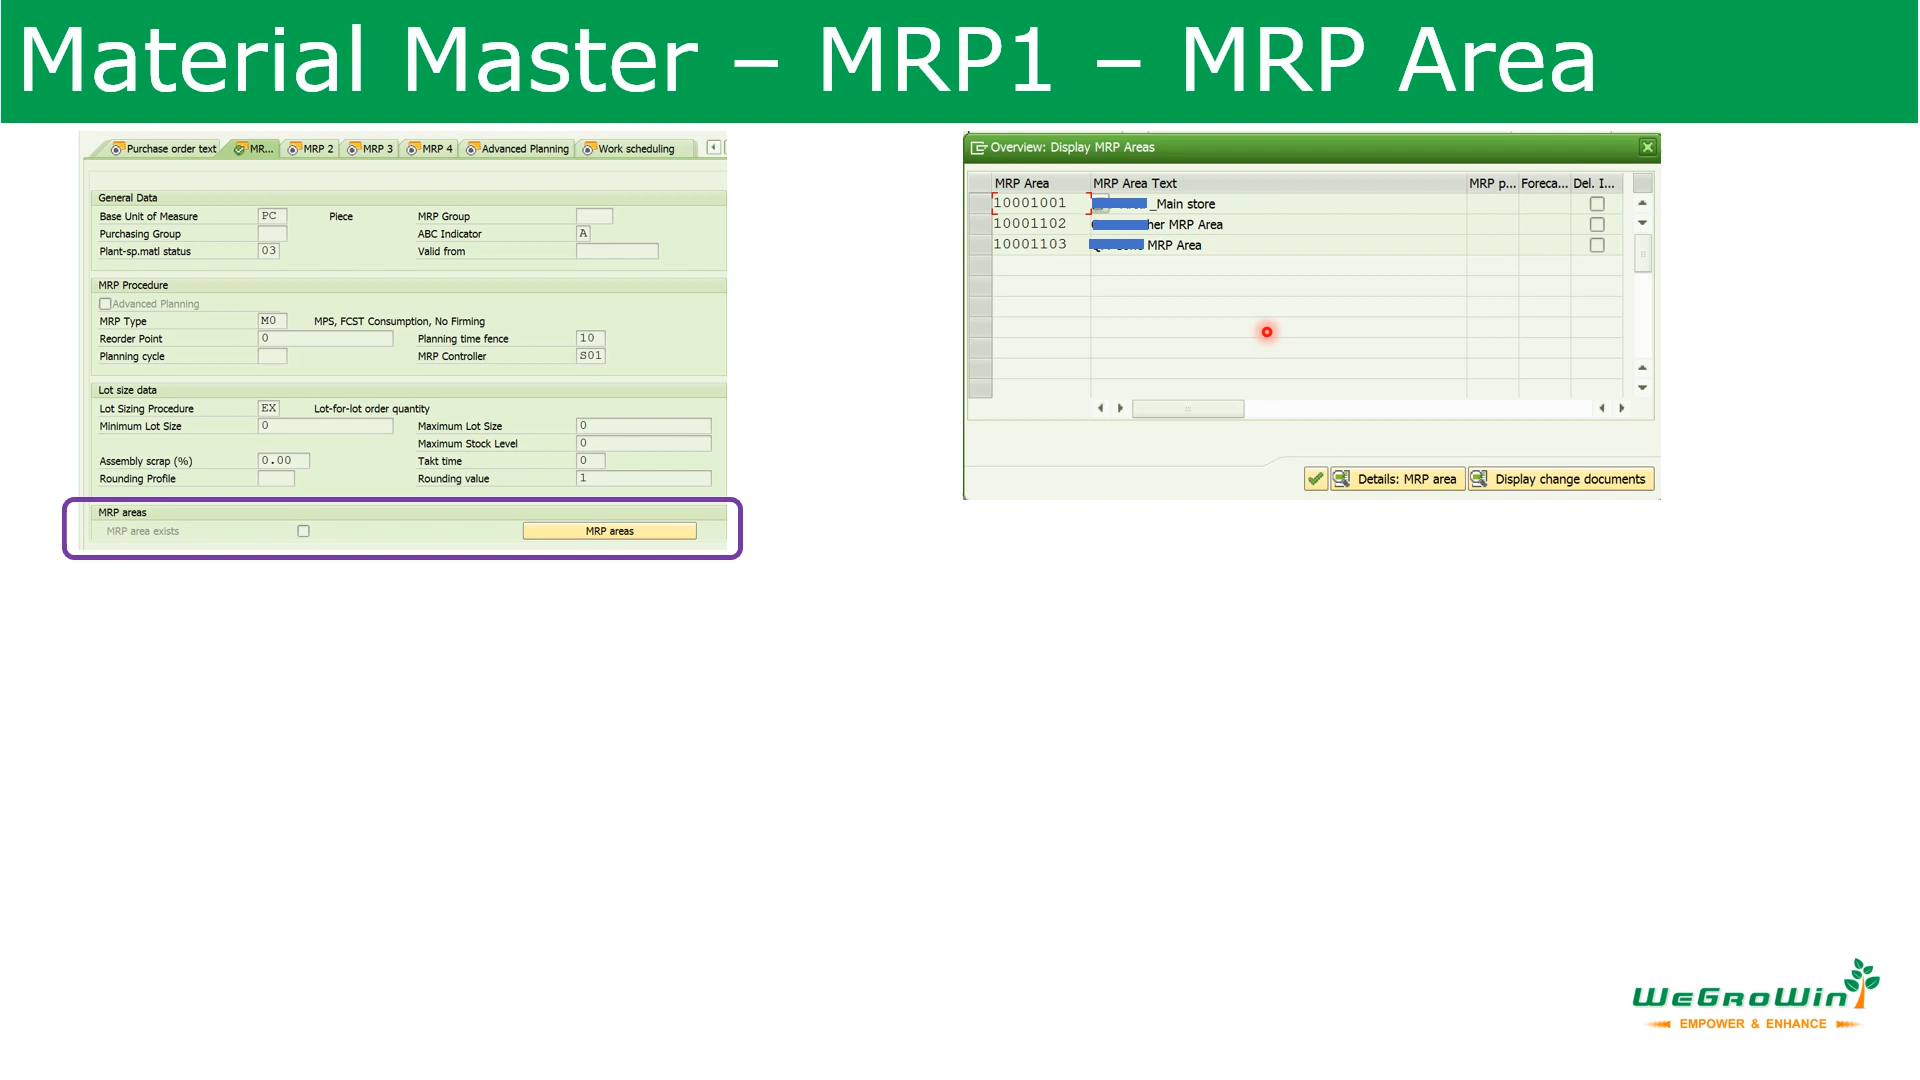 Material Master – MRP1 – MRP Area
Purchase order text MR... MRP 2 MRP 3 MRP 4 Advanced Planning Work scheduling
General Data
Base Unit of Measure PC Piece MRP Group
Purchasing Group ABC Indicator A
Plant-sp.matl status 03 Valid from
MRP Procedure
Advanced Planning
MRP Type M0 MPS, FCST Consumption, No Firming
Reorder Point 0 Planning time fence 10
Planning cycle MRP Controller S01
Lot size data
Lot Sizing Procedure EX Lot-for-lot order quantity
Minimum Lot Size 0 Maximum Lot Size 0
Maximum Stock Level 0
Assembly scrap (%) 0.00 Takt time 0
Rounding Profile Rounding value 1
MRP areas
MRP area exists MRP areas
Overview: Display MRP Areas
MRP Area MRP Area Text MRP p... Foreca... Del. I...
10001001 _Main store
10001102 her MRP Area
10001103 MRP Area
Details: MRP area Display change documents
WeGroWin
EMPOWER & ENHANCE